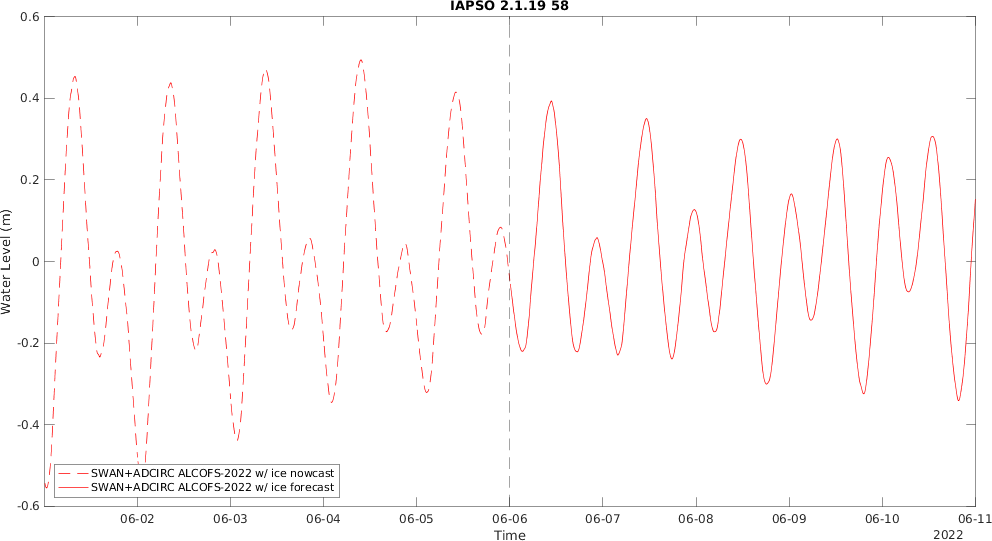 IAPSO 2.1.19 58
0.6
0.4
0.2
0
-0.2
-0.4
-0.6
Water Level (m)
SWAN+ADCIRC ALCOFS-2022 w/ ice nowcast
SWAN+ADCIRC ALCOFS-2022 w/ ice forecast
06-02 06-03 06-04 06-05 06-06 06-07 06-08 06-09 06-10 06-11
Time
2022